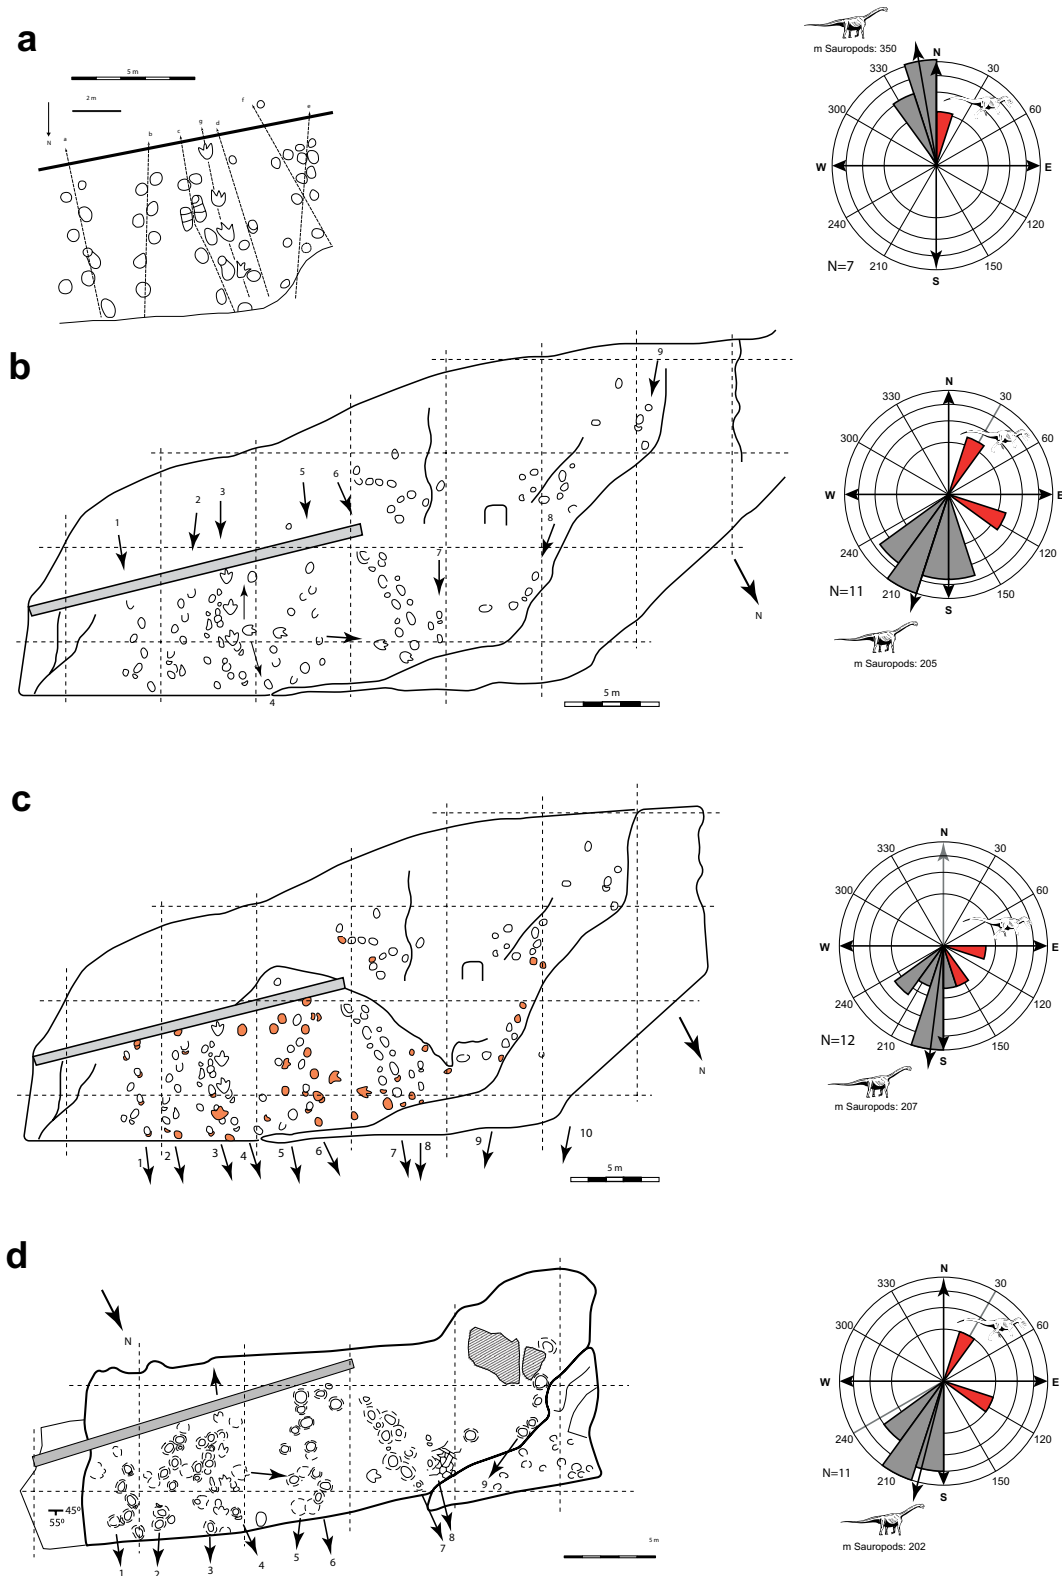 a
5 m
2 m
N
a
b
c
g
d
f
e
m Sauropods: 350
N
30
60
E
120
150
S
210
240
W
330
N=7
b
1
2
3
4
5
6
7
8
9
N
5 m
N
30
60
E
120
150
S
210
240
W
300
330
N=11
m Sauropods: 205
c
1
2
3
4
5
6
7
8
9
10
N
5 m
N
30
60
E
120
150
S
210
240
W
300
330
N=12
m Sauropods: 207
d
N
45º
55º
1
2
3
4
5
6
7
8
9
5 m
N
30
60
E
120
150
S
210
240
W
300
330
N=11
m Sauropods: 202